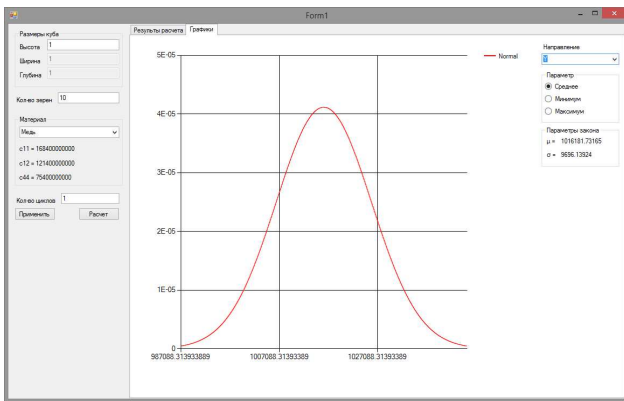 Form1
Размеры куба
Высота 1
Ширина 1
Глубина 1
Кол-во зерен 10
Материал
Медь
c11 = 168400000000
c12 = 121400000000
c44 = 75400000000
Кол-во циклов 1
Применить Расчет
Результы расчета Графики
5E-05
4E-05
3E-05
2E-05
1E-05
0
987088.313933889 1007088.31393389 1027088.31393389
Normal
Направление
Y
Параметр
Среднее
Минимум
Максимум
Параметры закона
μ = 1016181.73165
σ = 9696.13924